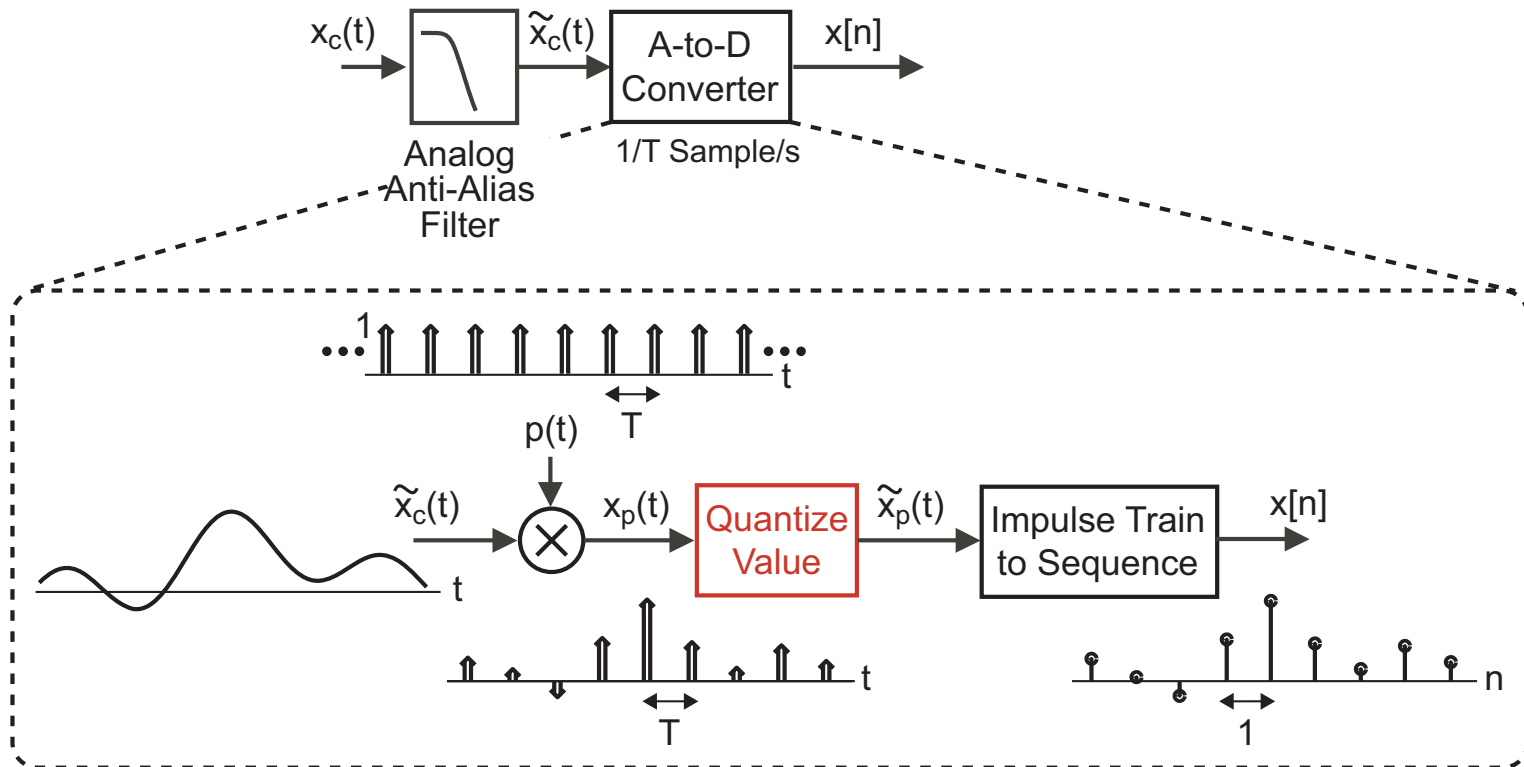 x_c(t)
x̃_c(t)
A-to-D
Converter
x[n]
Analog
Anti-Alias
Filter
1/T Sample/s
1
t
T
p(t)
x̃_c(t)
x_p(t)
Quantize
Value
x̃_p(t)
Impulse Train
to Sequence
x[n]
t
t
T
n
1